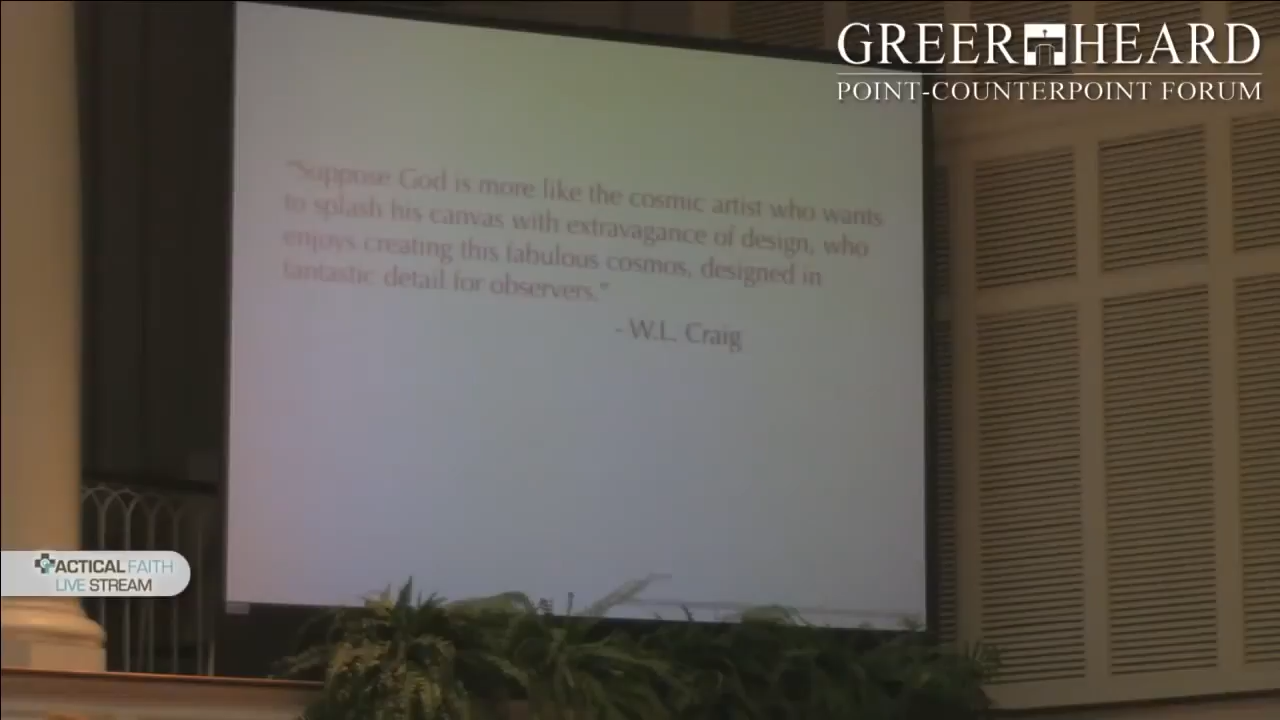 GREER HEARD
POINT-COUNTERPOINT FORUM
"Suppose God is more like the cosmic artist who wants
to splash his canvas with extravagance of design, who
enjoys creating this fabulous cosmos, designed in
fantastic detail for observers."
- W.L. Craig
TACTICAL FAITH
LIVE STREAM